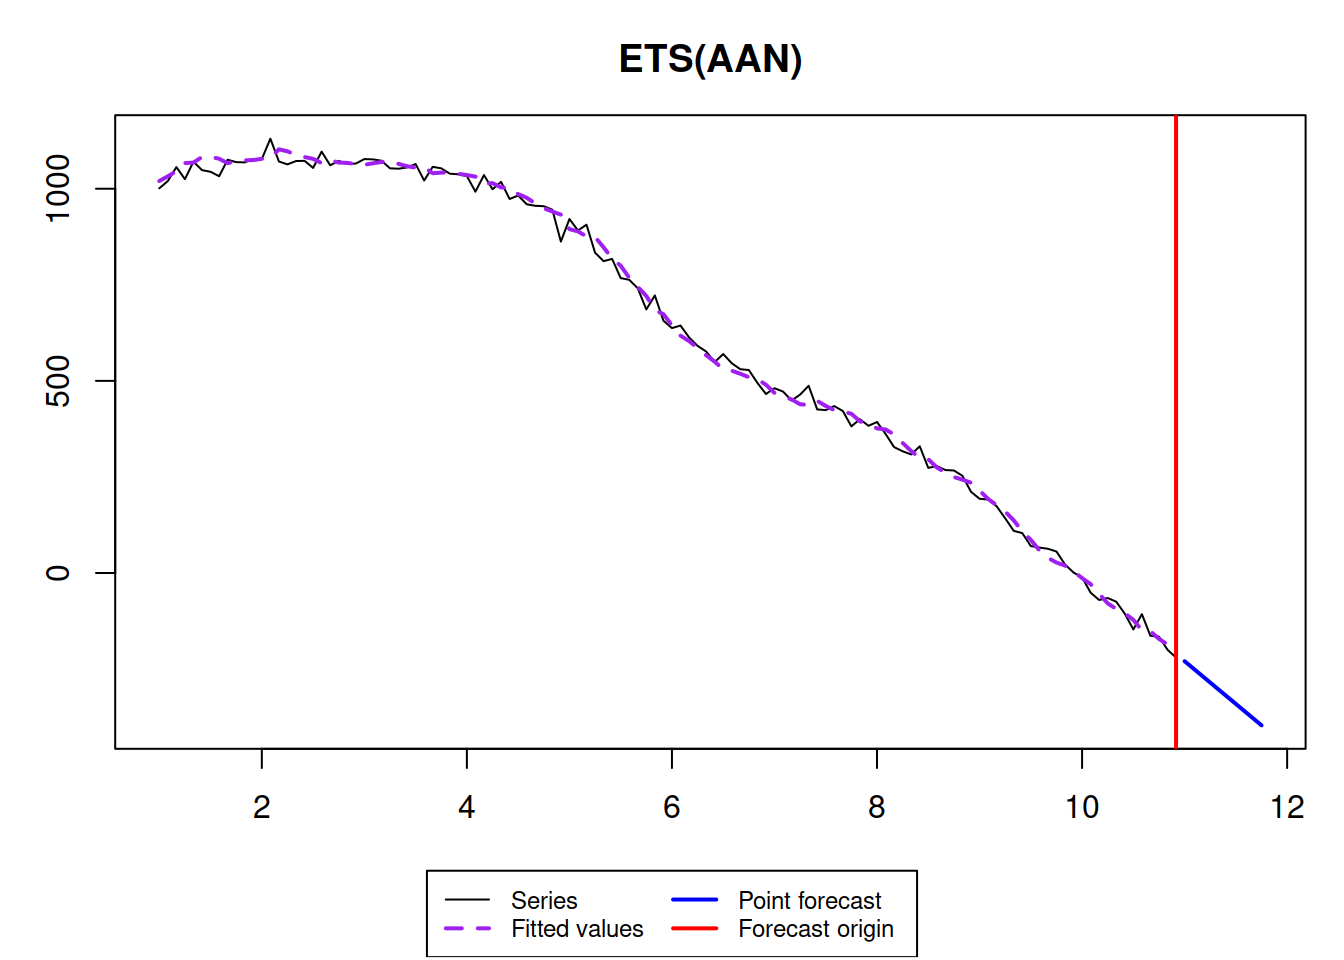 ETS(AAN)
1000
500
0
2 4 6 8 10 12
Series Point forecast
Fitted values Forecast origin